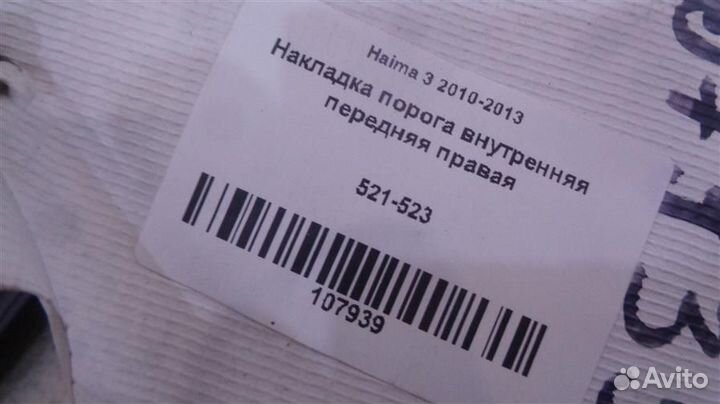 Haima 3 2010-2013
Накладка порога внутренняя
передняя правая
521-523
107939
Avito